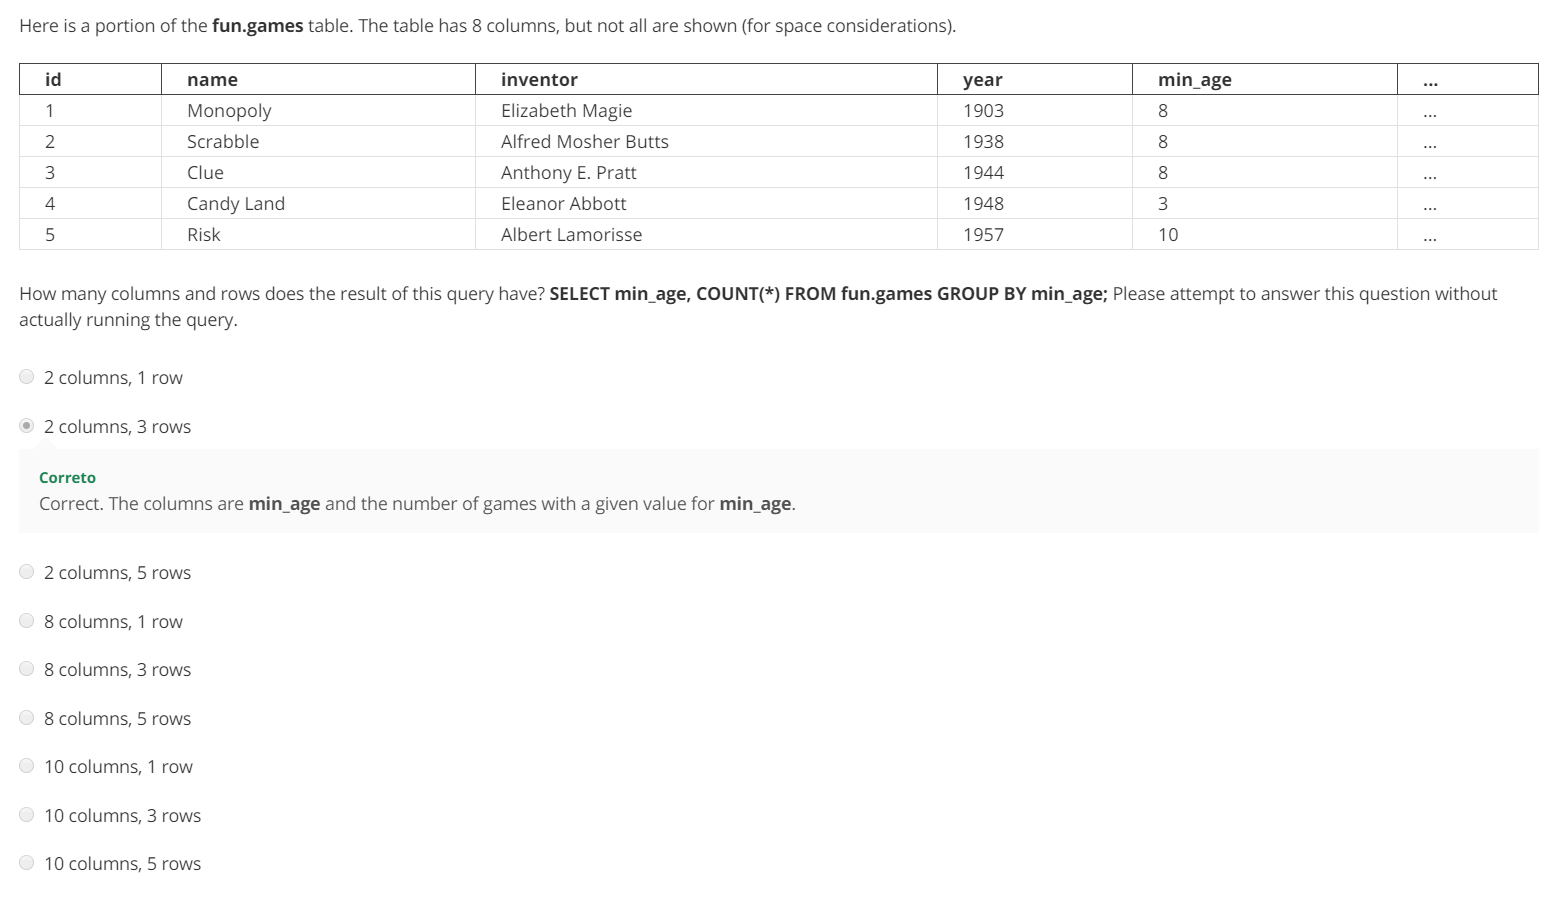 Here is a portion of the fun.games table. The table has 8 columns, but not all are shown (for space considerations).
id name inventor year min_age ...
1 Monopoly Elizabeth Magie 1903 8 ...
2 Scrabble Alfred Mosher Butts 1938 8 ...
3 Clue Anthony E. Pratt 1944 8 ...
4 Candy Land Eleanor Abbott 1948 3 ...
5 Risk Albert Lamorisse 1957 10 ...
How many columns and rows does the result of this query have? SELECT min_age, COUNT(*) FROM fun.games GROUP BY min_age; Please attempt to answer this question without
actually running the query.
2 columns, 1 row
2 columns, 3 rows
Correto
Correct. The columns are min_age and the number of games with a given value for min_age.
2 columns, 5 rows
8 columns, 1 row
8 columns, 3 rows
8 columns, 5 rows
10 columns, 1 row
10 columns, 3 rows
10 columns, 5 rows